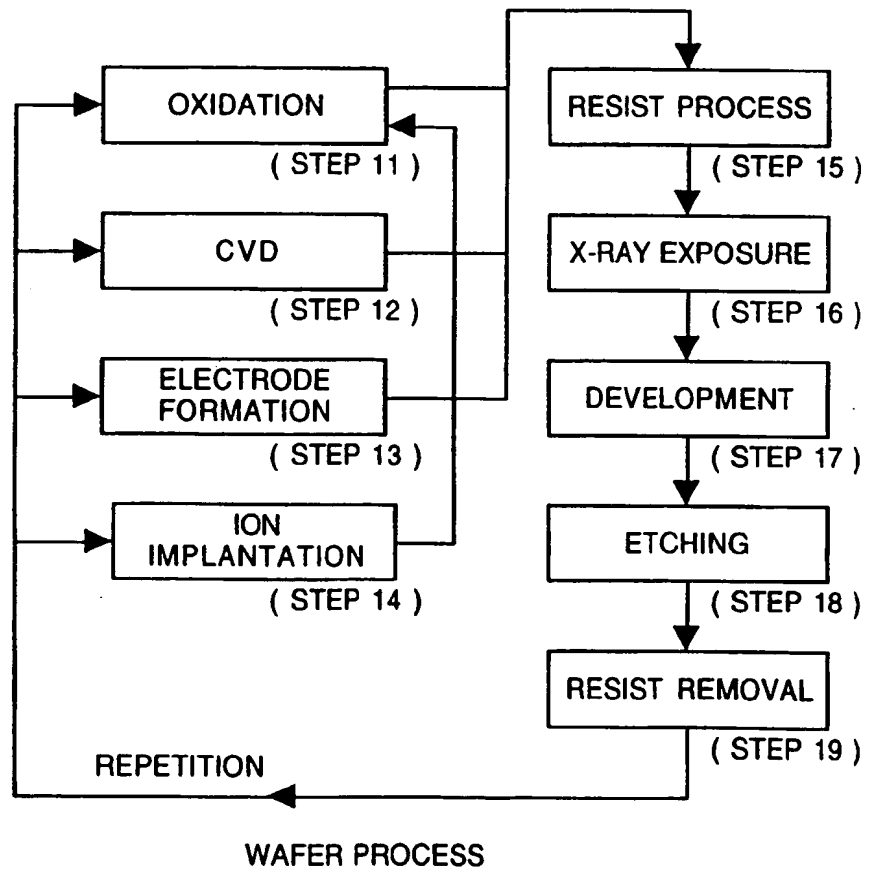 OXIDATION
( STEP 11 )
CVD
( STEP 12 )
ELECTRODE
FORMATION
( STEP 13 )
ION
IMPLANTATION
( STEP 14 )
RESIST PROCESS
( STEP 15 )
X-RAY EXPOSURE
( STEP 16 )
DEVELOPMENT
( STEP 17 )
ETCHING
( STEP 18 )
RESIST REMOVAL
( STEP 19 )
REPETITION
WAFER PROCESS